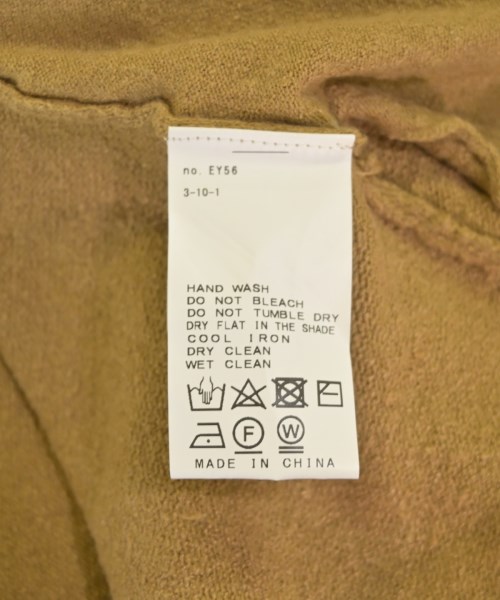 no. EY56
3-10-1
HAND WASH
DO NOT BLEACH
DO NOT TUMBLE DRY
DRY FLAT IN THE SHADE
COOL IRON
DRY CLEAN
WET CLEAN
F W
MADE IN CHINA